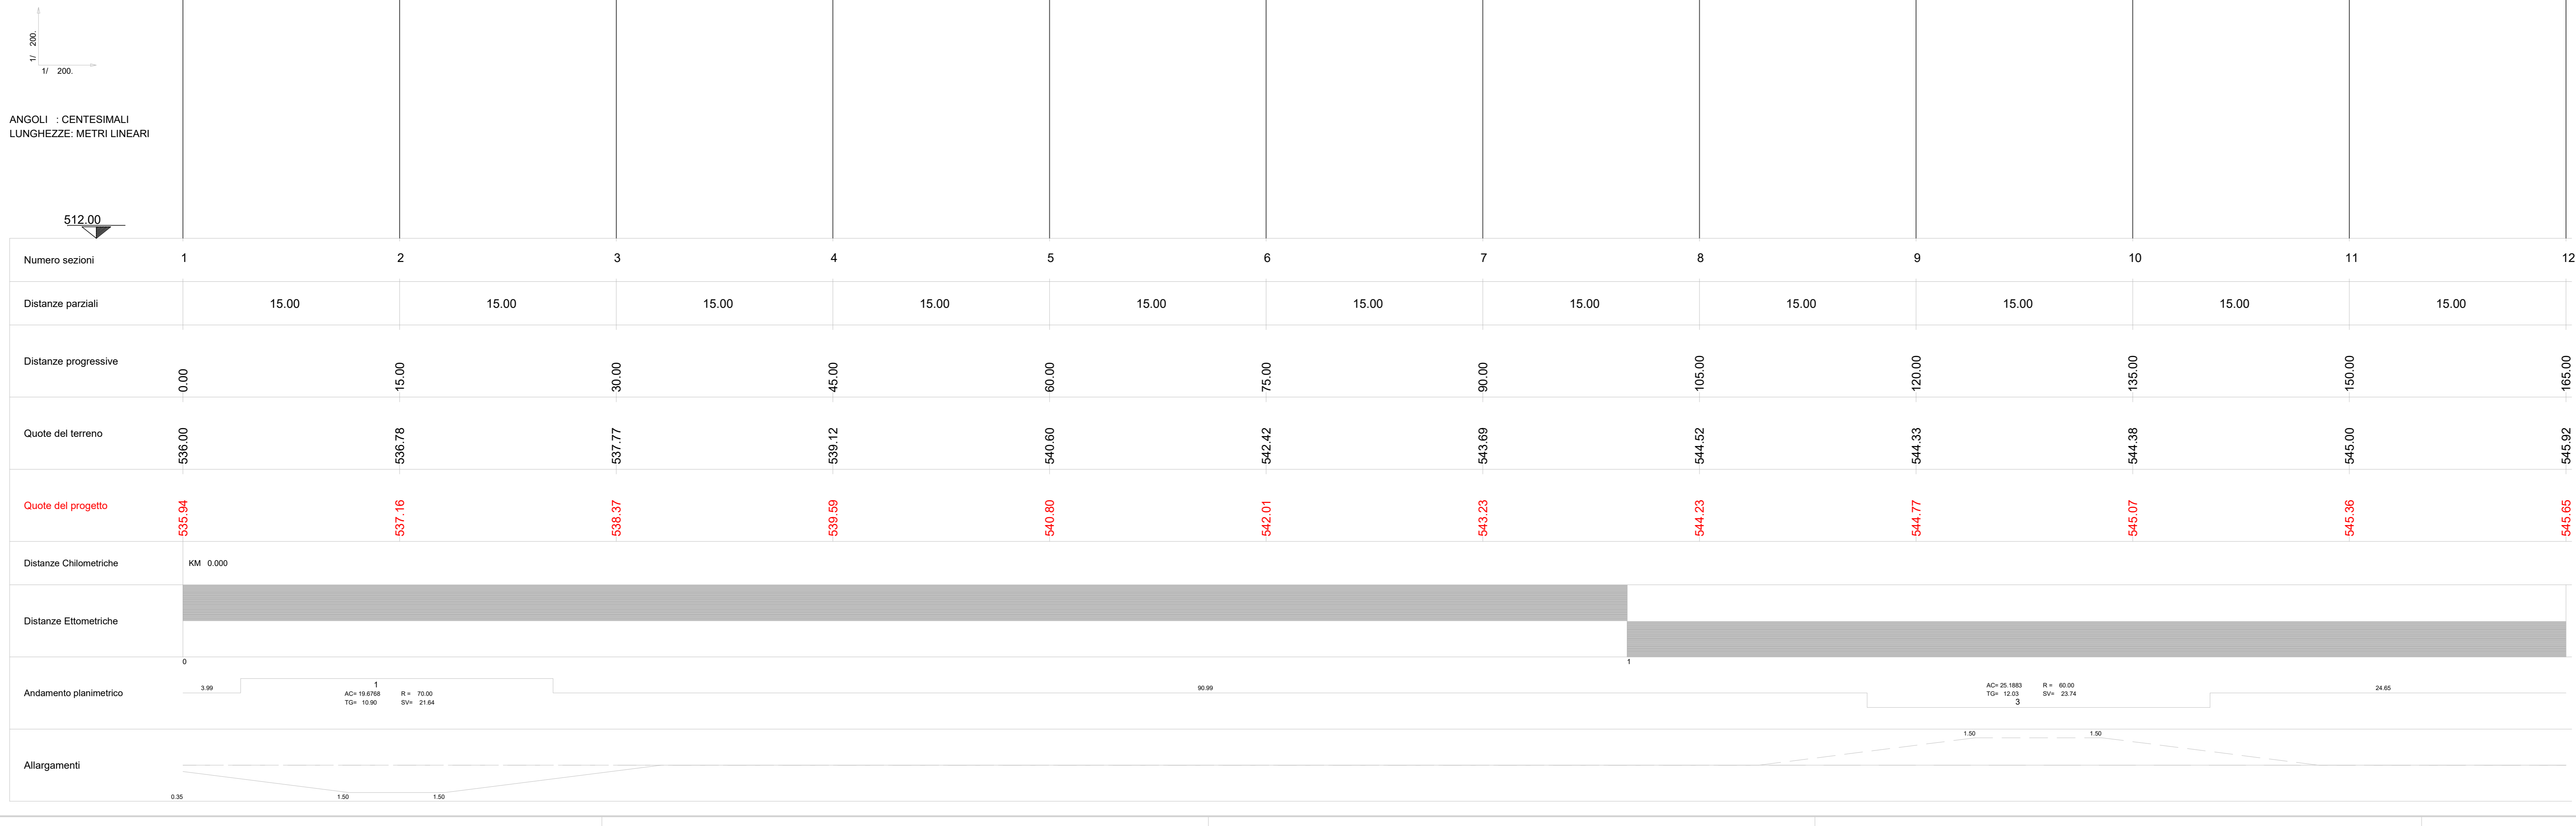 1/ 200.
1/ 200.
ANGOLI : CENTESIMALI
LUNGHEZZE: METRI LINEARI
512.00
Numero sezioni 1 2 3 4 5 6 7 8 9 10 11 12
Distanze parziali 15.00 15.00 15.00 15.00 15.00 15.00 15.00 15.00 15.00 15.00 15.00
Distanze progressive 0.00 15.00 30.00 45.00 60.00 75.00 90.00 105.00 120.00 135.00 150.00 165.00
Quote del terreno 536.00 536.78 537.77 539.12 540.60 542.42 543.69 544.52 544.33 544.38 545.00 545.92
Quote del progetto 535.94 537.16 538.37 539.59 540.80 542.01 543.23 544.23 544.77 545.07 545.36 545.65
Distanze Chilometriche KM 0.000
Distanze Ettometriche
0 1
Andamento planimetrico 3.99 1 90.99 24.65
AC= 19.6768 R = 70.00
TG= 10.90 SV= 21.64
AC= 25.1883 R = 60.00
TG= 12.03 SV= 23.74
3
Allargamenti
1.50 1.50
0.35 1.50 1.50